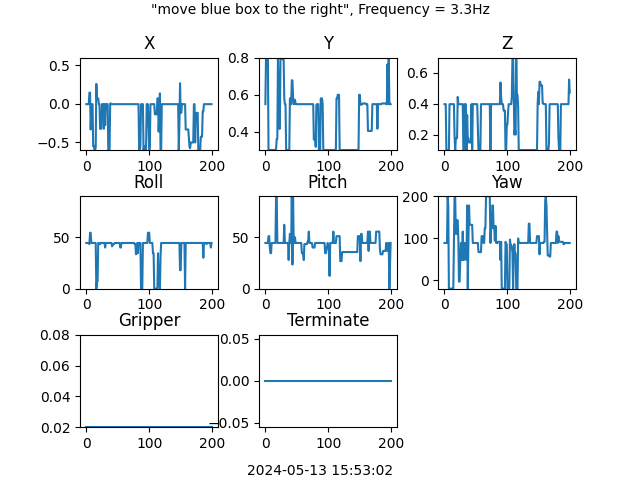 "move blue box to the right", Frequency = 3.3Hz
X Y Z
0.5 0.0 −0.5
0.8 0.6 0.4
0.6 0.4 0.2
0 100 200 0 100 200 0 100 200
Roll Pitch Yaw
50 0
50 0
200 100 0
0 100 200 0 100 200 0 100 200
Gripper Terminate
0.08 0.06 0.04 0.02
0.05 0.00 −0.05
0 100 200 0 100 200
2024-05-13 15:53:02